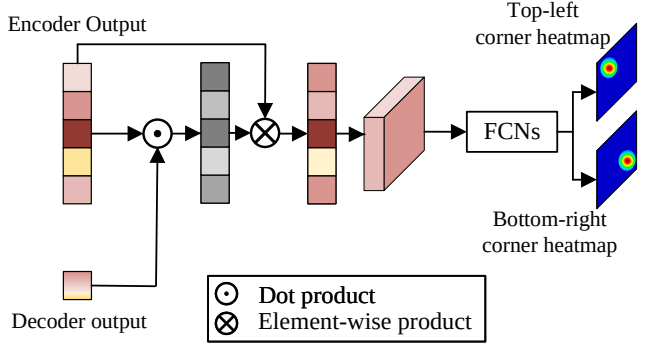 Encoder Output
Top-left
corner heatmap
FCNs
Bottom-right
corner heatmap
Decoder output
Dot product
Element-wise product